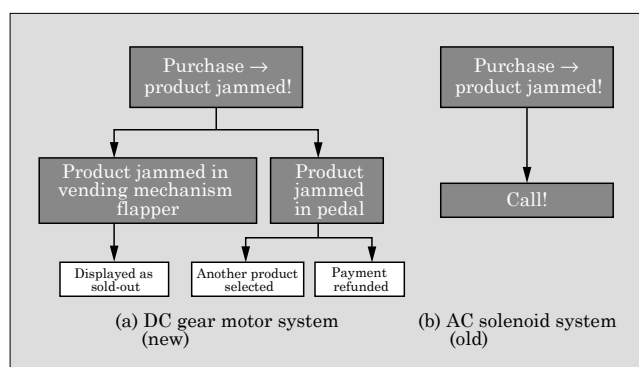 Purchase →
product jammed!
Product jammed in
vending mechanism
flapper
Product
jammed
in pedal
Displayed as
sold-out
Another product
selected
Payment
refunded
(a) DC gear motor system
(new)
Purchase →
product jammed!
Call!
(b) AC solenoid system
(old)